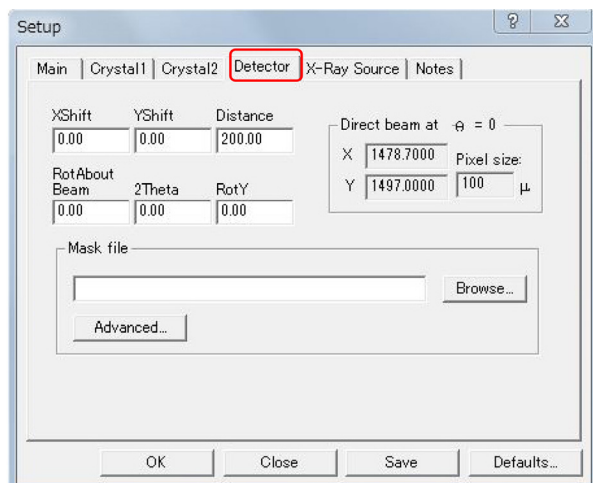 Setup
Main Crystal1 Crystal2 Detector X-Ray Source Notes
XShift YShift Distance
0.00 0.00 200.00
RotAbout
Beam 2Theta RotY
0.00 0.00 0.00
Direct beam at θ = 0
X 1478.7000 Pixel size:
Y 1497.0000 100 μ
Mask file
Browse...
Advanced...
OK Close Save Defaults...